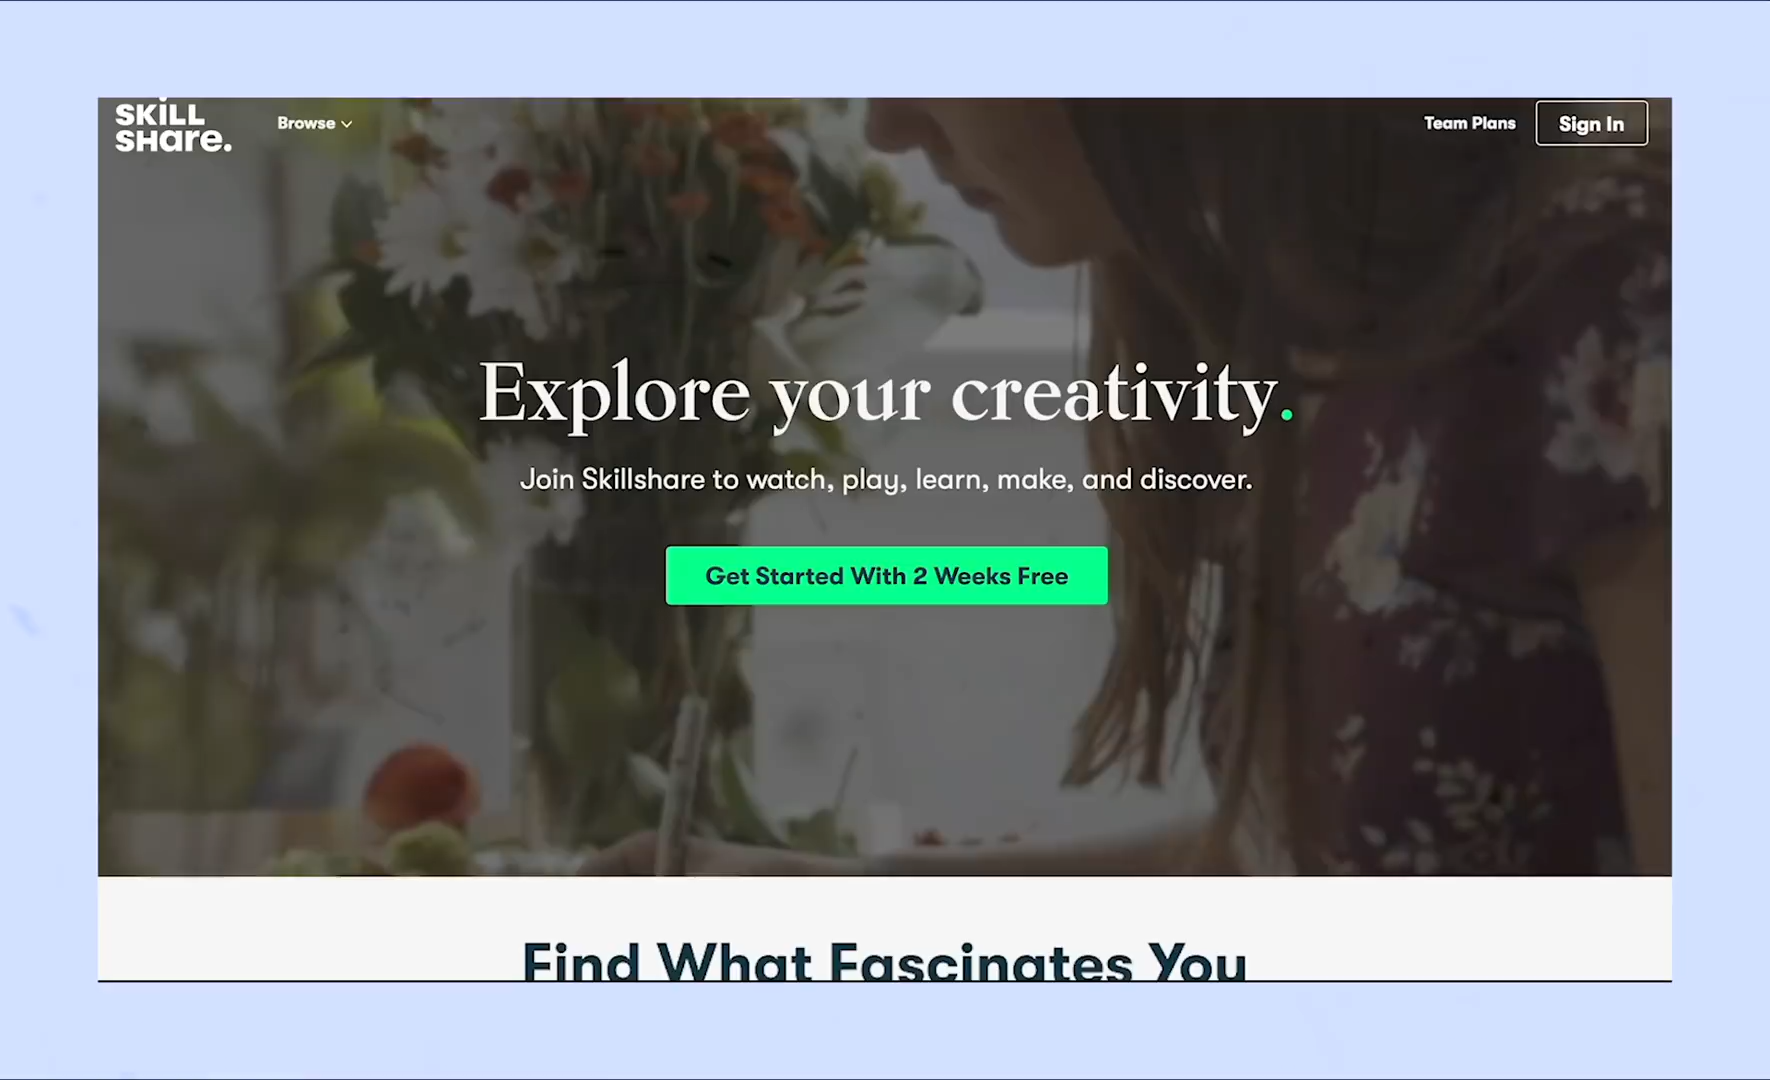 SKiLL
SHare.
Browse
Team Plans
Sign In
Explore your creativity.
Join Skillshare to watch, play, learn, make, and discover.
Get Started With 2 Weeks Free
Find What Fascinates You